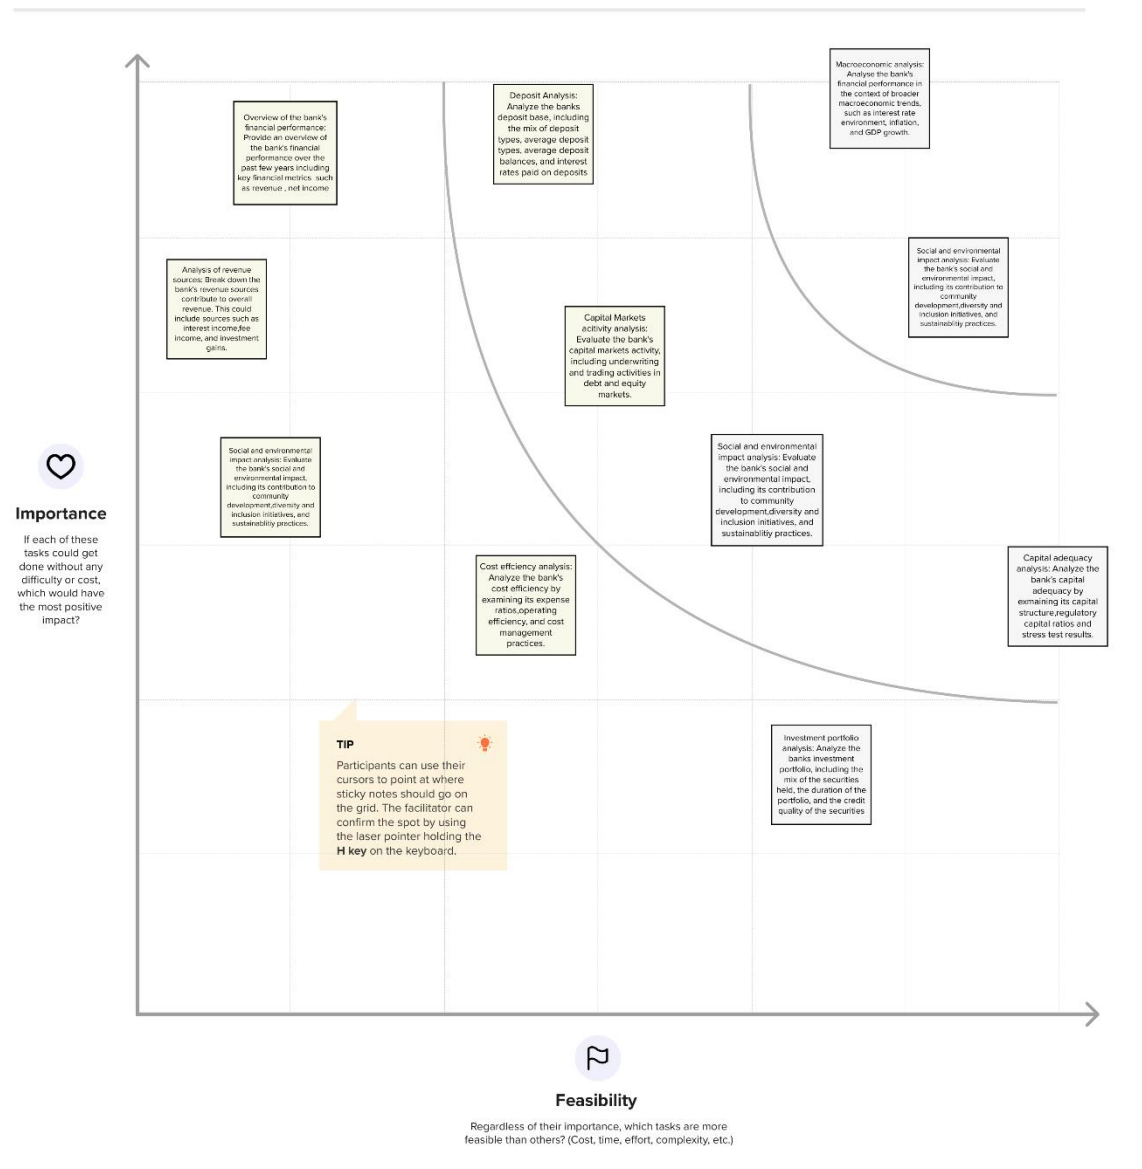 Macroeconomic analysis:
Analyse the bank's
financial performance in
the context of broader
macroeconomic trends,
such as interest rate
environment, inflation,
and GDP growth.
Overview of the bank's
financial performance:
Provide an overview of
the bank's financial
performance over the
past few years including
key financial metrics such
as revenue , net income
Deposit Analysis:
Analyze the banks
deposit base, including
the mix of deposit
types, average deposit
types, average deposit
balances, and interest
rates paid on deposits
Analysis of revenue
sources: Break down the
bank's revenue sources
contribute to overall
revenue. This could
include sources such as
interest income,fee
income, and investment
gains.
Social and environmental
impact analysis: Evaluate
the bank's social and
environmental impact,
including its contribution to
community
development,diversity and
inclusion initiatives, and
sustainablitiy practices.
Capital Markets
acitivity analysis:
Evaluate the bank's
capital markets activity,
including underwriting
and trading activities in
debt and equity
markets.
Social and environmental
impact analysis: Evaluate
the bank's social and
environmental impact,
including its contribution to
community
development,diversity and
inclusion initiatives, and
sustainablitiy practices.
Social and environmental
impact analysis: Evaluate
the bank's social and
environmental impact,
including its contribution
to community
development,diversity and
inclusion initiatives, and
sustainablitiy practices.
Importance
If each of these
tasks could get
done without any
difficulty or cost,
which would have
the most positive
impact?
Cost effciency analysis:
Analyze the bank's
cost efficiency by
examining its expense
ratios,operating
efficiency, and cost
management
practices.
Capital adequacy
analysis: Analyze the
bank's capital
adequacy by
exmaining its capital
structure,regulatory
capital ratios and
stress test results.
TIP
Participants can use their
cursors to point at where
sticky notes should go on
the grid. The facilitator can
confirm the spot by using
the laser pointer holding the
H key on the keyboard.
Investment portfolio
analysis: Analyze the
banks investment
portfolio, including the
mix of the securities
held, the duration of the
portfolio, and the credit
quality of the securities
Feasibility
Regardless of their importance, which tasks are more
feasible than others? (Cost, time, effort, complexity, etc.)